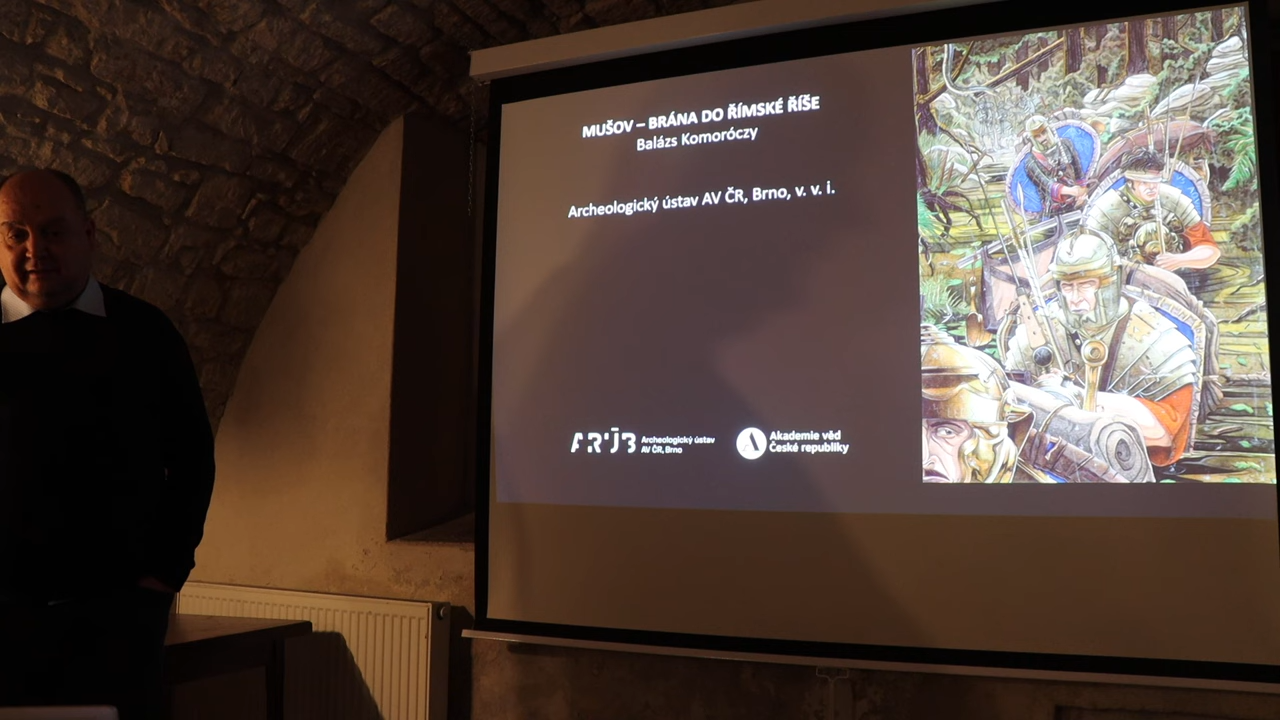 MUŠOV – BRÁNA DO ŘÍMSKÉ ŘÍŠE
Balázs Komoróczy
Archeologický ústav AV ČR, Brno, v. v. i.
ARÚB
Archeologický ústav
AV ČR, Brno
Akademie věd
České republiky